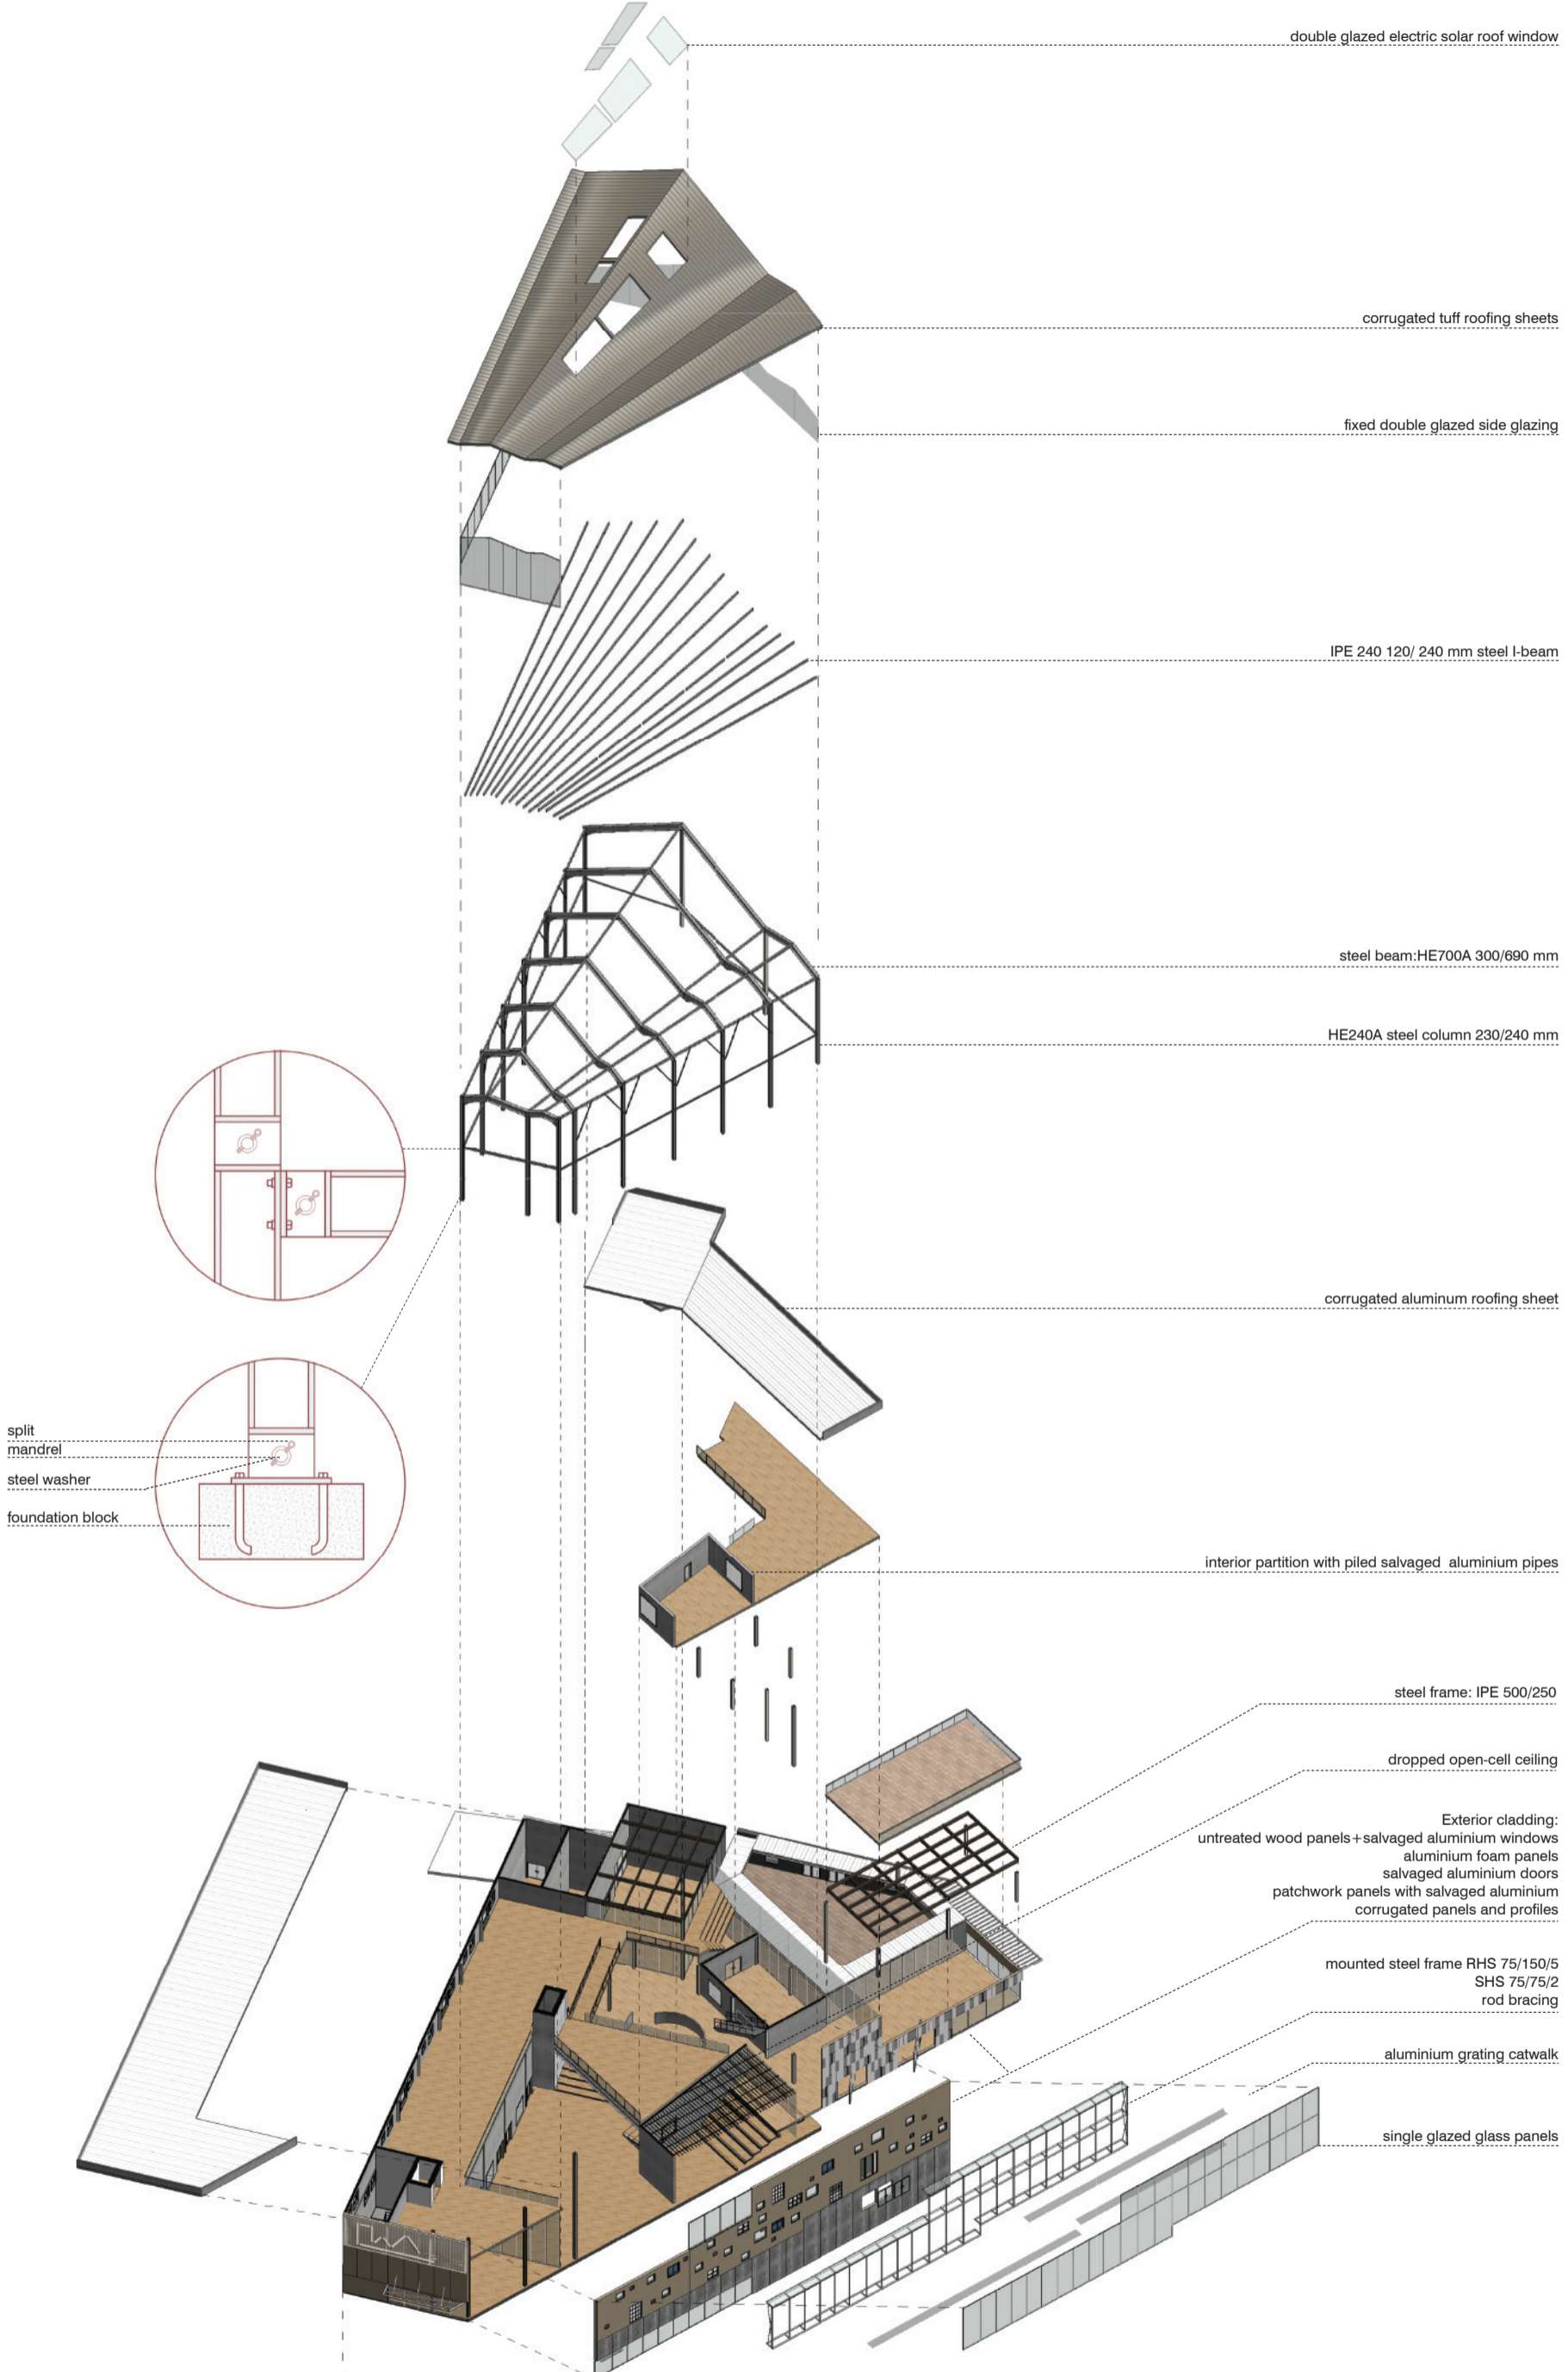 double glazed electric solar roof window
corrugated tuff roofing sheets
fixed double glazed side glazing
IPE 240 120/ 240 mm steel I-beam
steel beam:HE700A 300/690 mm
HE240A steel column 230/240 mm
corrugated aluminum roofing sheet
split
mandrel
steel washer
foundation block
interior partition with piled salvaged aluminium pipes
steel frame: IPE 500/250
dropped open-cell ceiling
Exterior cladding:
untreated wood panels+salvaged aluminium windows
aluminium foam panels
salvaged aluminium doors
patchwork panels with salvaged aluminium
corrugated panels and profiles
mounted steel frame RHS 75/150/5
SHS 75/75/2
rod bracing
aluminium grating catwalk
single glazed glass panels